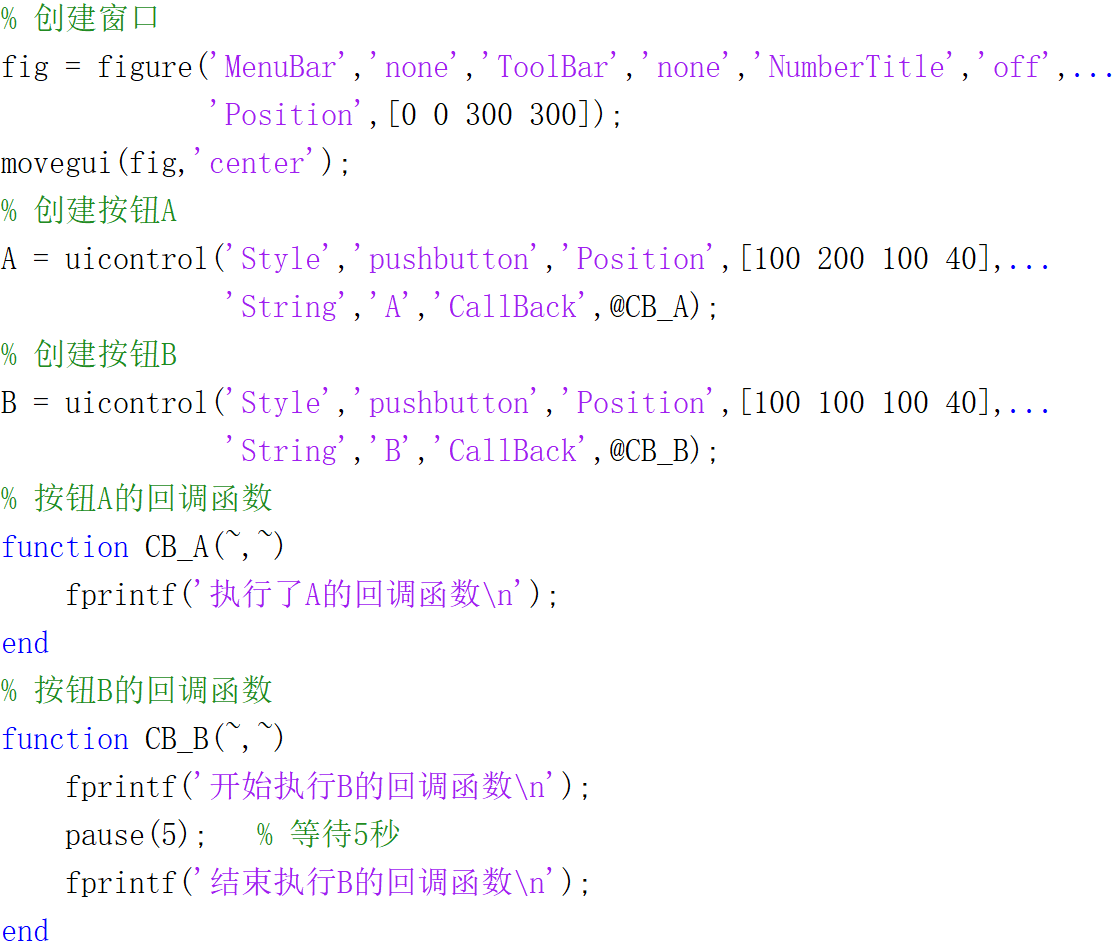 % 创建窗口
fig = figure('MenuBar','none','ToolBar','none','NumberTitle','off',...
'Position',[0 0 300 300]);
movegui(fig,'center');
% 创建按钮A
A = uicontrol('Style','pushbutton','Position',[100 200 100 40],...
'String','A','CallBack',@CB_A);
% 创建按钮B
B = uicontrol('Style','pushbutton','Position',[100 100 100 40],...
'String','B','CallBack',@CB_B);
% 按钮A的回调函数
function CB_A(~,~)
fprintf('执行了A的回调函数\n');
end
% 按钮B的回调函数
function CB_B(~,~)
fprintf('开始执行B的回调函数\n');
pause(5);   % 等待5秒
fprintf('结束执行B的回调函数\n');
end